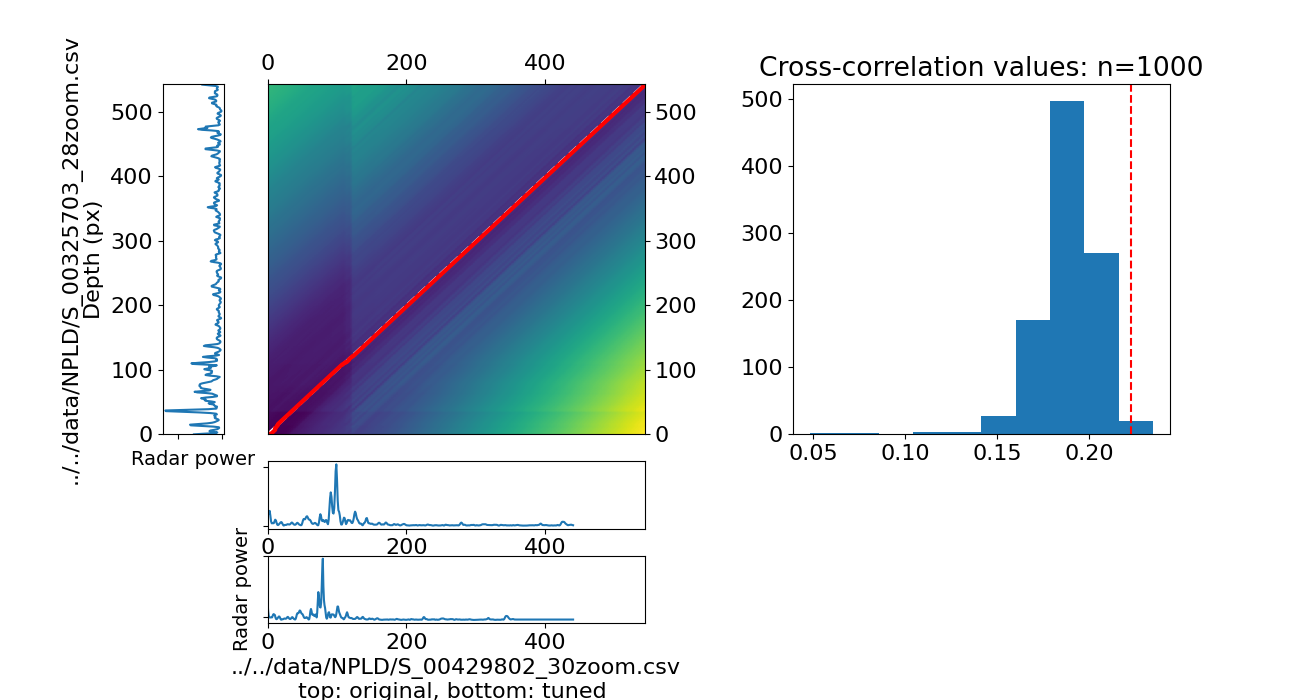 Cross-correlation values: n=1000
0 200 400
../../data/NPLD/S_00325703_28zoom.csv
Depth (px)
500
400
300
200
100
0
500
400
300
200
100
0
500
400
300
200
100
0
0.05 0.10 0.15 0.20
Radar power
0 200 400
Radar power
0 200 400
../../data/NPLD/S_00429802_30zoom.csv
top: original, bottom: tuned